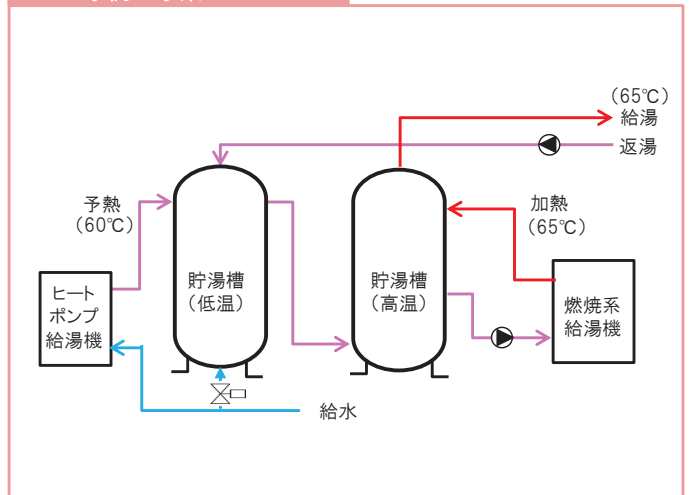 （65℃）
給湯
返湯
予熱
（60℃）
加熱
（65℃）
ヒート
ポンプ
給湯機
貯湯槽
（低温）
貯湯槽
（高温）
燃焼系
給湯機
給水